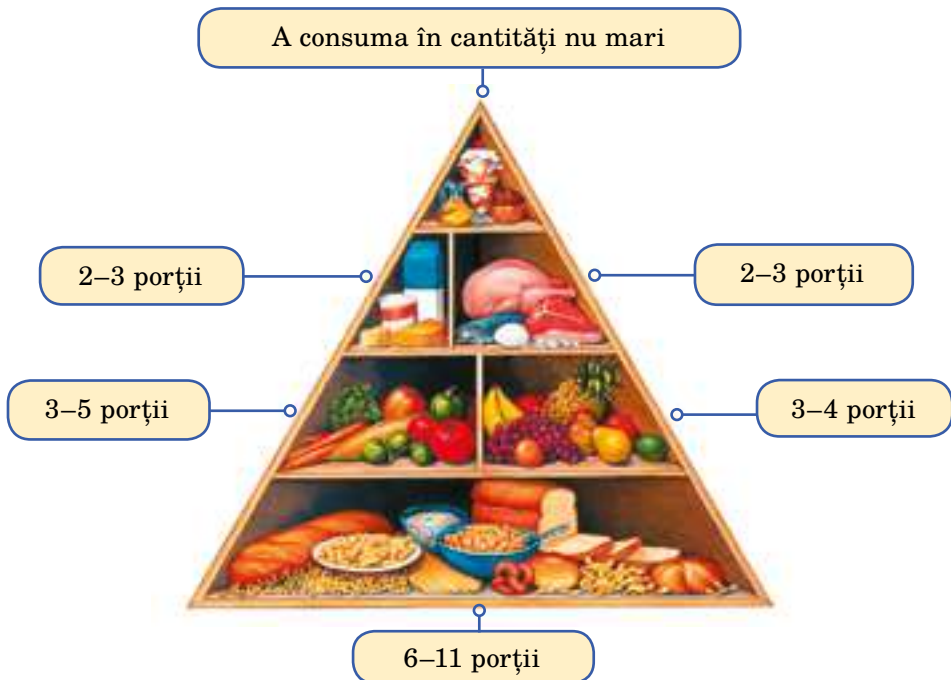 A consuma în cantități nu mari
2–3 porții
2–3 porții
3–5 porții
3–4 porții
6–11 porții